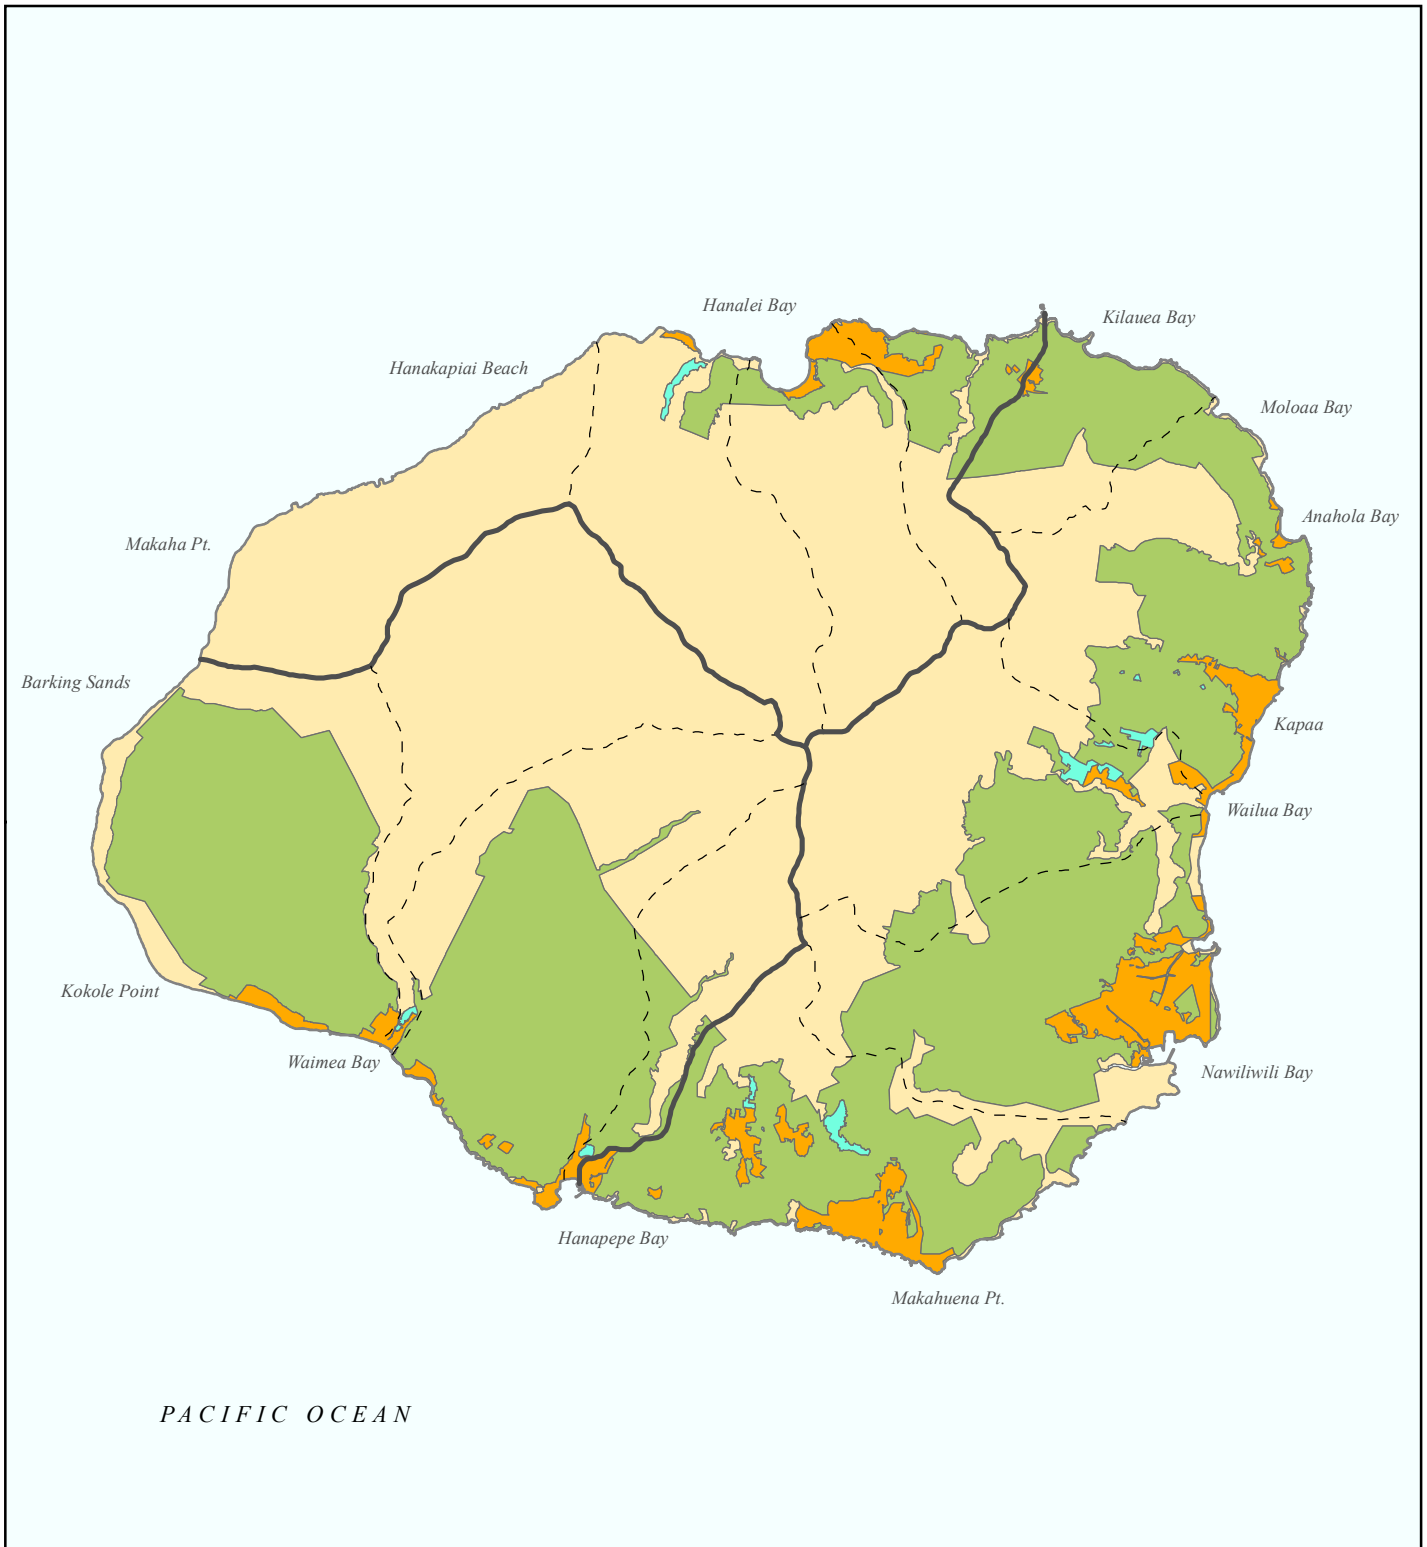 Hanalei Bay
Kilauea Bay
Hanakapiai Beach
Moloaa Bay
Anahola Bay
Makaha Pt.
Barking Sands
Kapaa
Wailua Bay
Kokole Point
Waimea Bay
Nawiliwili Bay
Hanapepe Bay
Makahuena Pt.
PACIFIC OCEAN